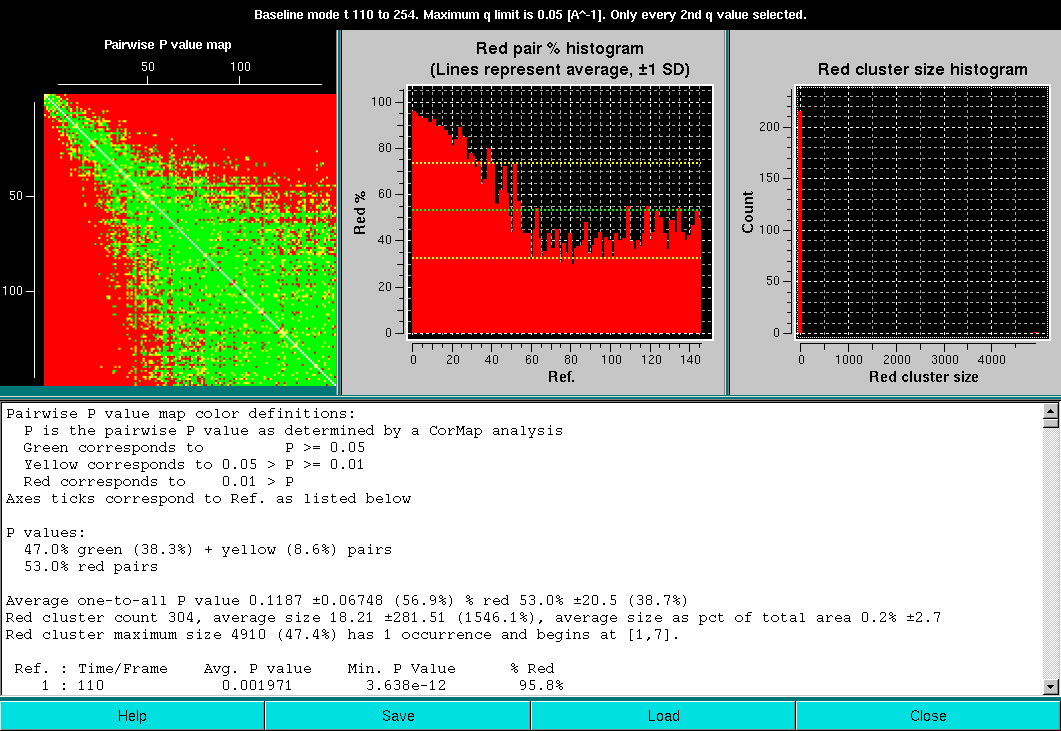 Baseline mode t 110 to 254. Maximum q limit is 0.05 [A^-1]. Only every 2nd q value selected.
Pairwise P value map
50 100
50
100
Red pair % histogram
(Lines represent average, ±1 SD)
100
80
60
40
20
0
Red %
0 20 40 60 80 100 120 140
Ref.
Red cluster size histogram
200
150
100
50
0
Count
0 1000 2000 3000 4000
Red cluster size
Pairwise P value map color definitions:
P is the pairwise P value as determined by a CorMap analysis
Green corresponds to P >= 0.05
Yellow corresponds to 0.05 > P >= 0.01
Red corresponds to 0.01 > P
Axes ticks correspond to Ref. as listed below
P values:
47.0% green (38.3%) + yellow (8.6%) pairs
53.0% red pairs
Average one-to-all P value 0.1187 ±0.06748 (56.9%) % red 53.0% ±20.5 (38.7%)
Red cluster count 304, average size 18.21 ±281.51 (1546.1%), average size as pct of total area 0.2% ±2.7
Red cluster maximum size 4910 (47.4%) has 1 occurrence and begins at [1,7].
Ref. : Time/Frame Avg. P value Min. P Value % Red
1 : 110 0.001971 3.638e-12 95.8%
Help Save Load Close